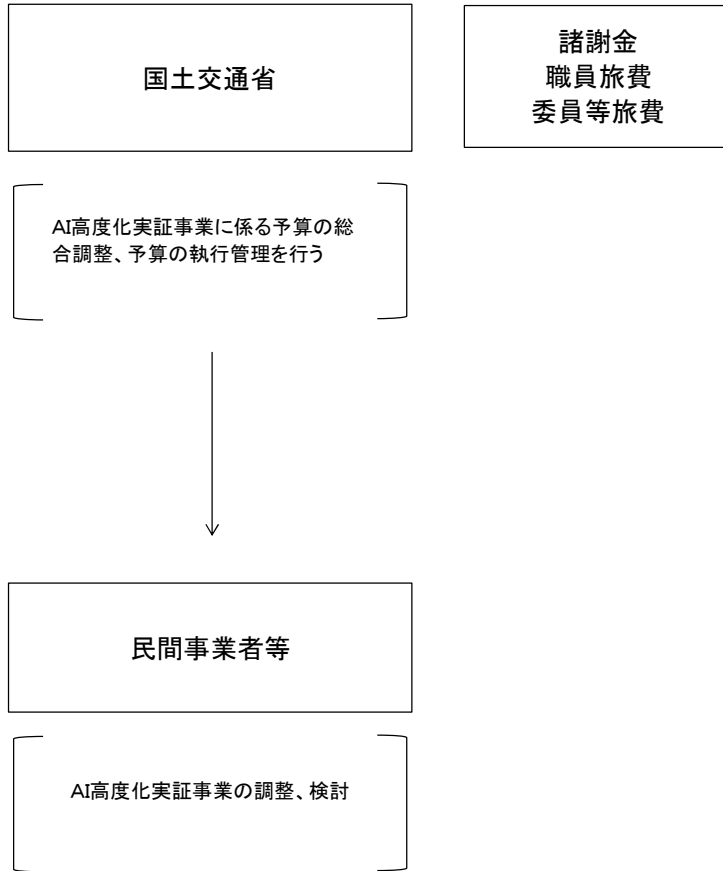 国土交通省
諸謝金
職員旅費
委員等旅費
AI高度化実証事業に係る予算の総
合調整、予算の執行管理を行う
民間事業者等
AI高度化実証事業の調整、検討